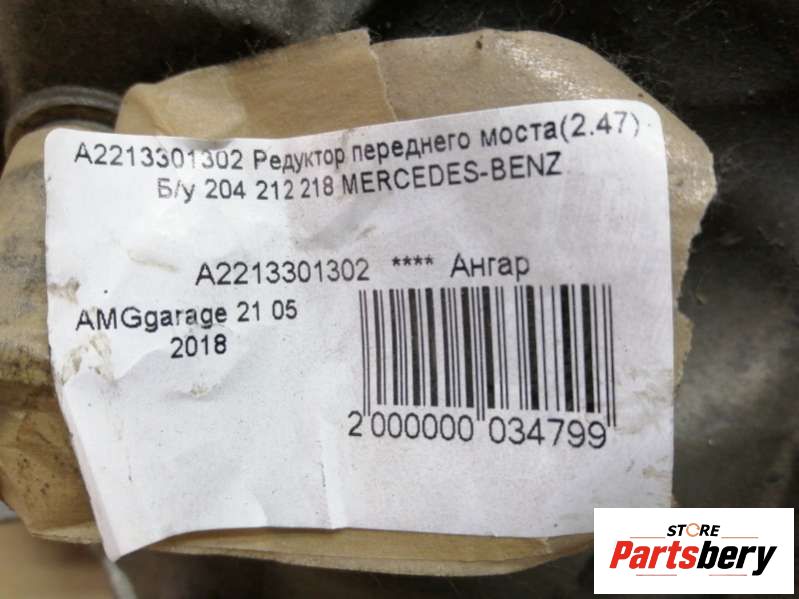 A2213301302 Редуктор переднего моста(2.47)
Б/у 204 212 218 MERCEDES-BENZ
A2213301302 **** Ангар
AMGgarage 21 05
2018
2 000000 034799
STORE
Partsbery